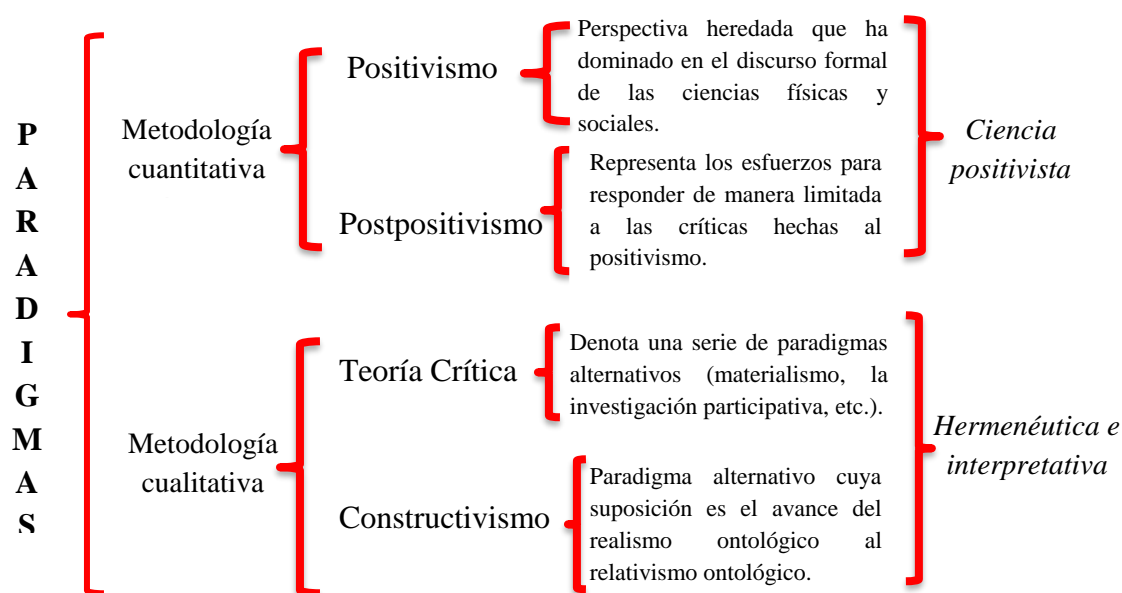 PARADIGMAS
Metodología
cuantitativa
Positivismo
Perspectiva heredada que ha
dominado en el discurso formal
de las ciencias físicas y
sociales.
Postpositivismo
Representa los esfuerzos para
responder de manera limitada
a las críticas hechas al
positivismo.
Ciencia
positivista
Metodología
cualitativa
Teoría Crítica
Denota una serie de paradigmas
alternativos (materialismo, la
investigación participativa, etc.).
Constructivismo
Paradigma alternativo cuya
suposición es el avance del
realismo ontológico al
relativismo ontológico.
Hermenéutica e
interpretativa